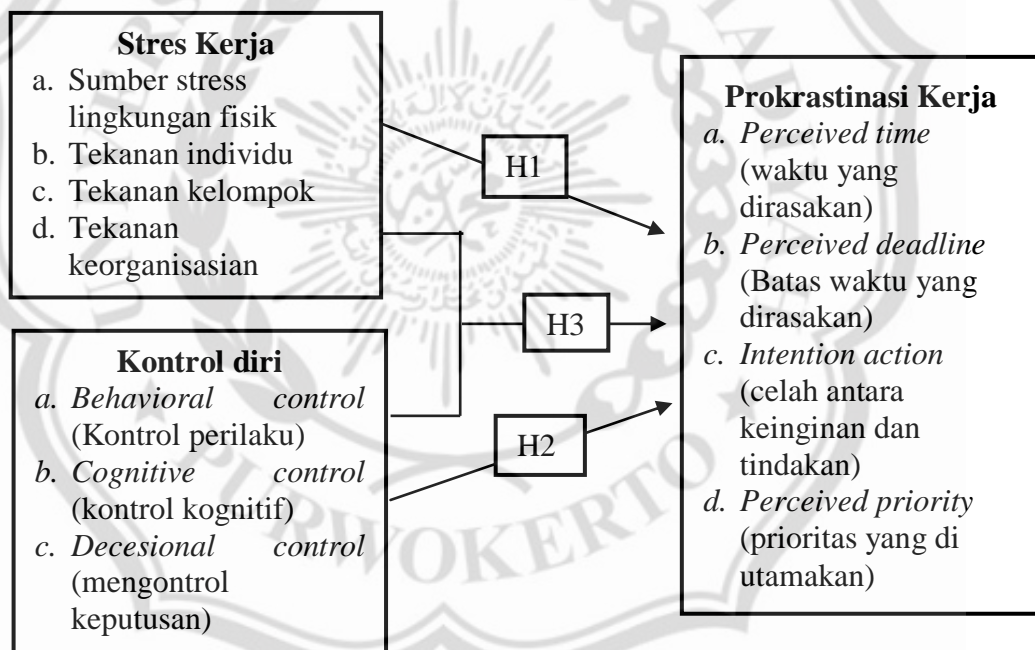 Stres Kerja
a. Sumber stress
lingkungan fisik
b. Tekanan individu
c. Tekanan kelompok
d. Tekanan
keorganisasian
Kontrol diri
a. Behavioral control
(Kontrol perilaku)
b. Cognitive control
(kontrol kognitif)
c. Decesional control
(mengontrol
keputusan)
H1
H3
H2
Prokrastinasi Kerja
a. Perceived time
(waktu yang
dirasakan)
b. Perceived deadline
(Batas waktu yang
dirasakan)
c. Intention action
(celah antara
keinginan dan
tindakan)
d. Perceived priority
(prioritas yang di
utamakan)
PURWOKERTO